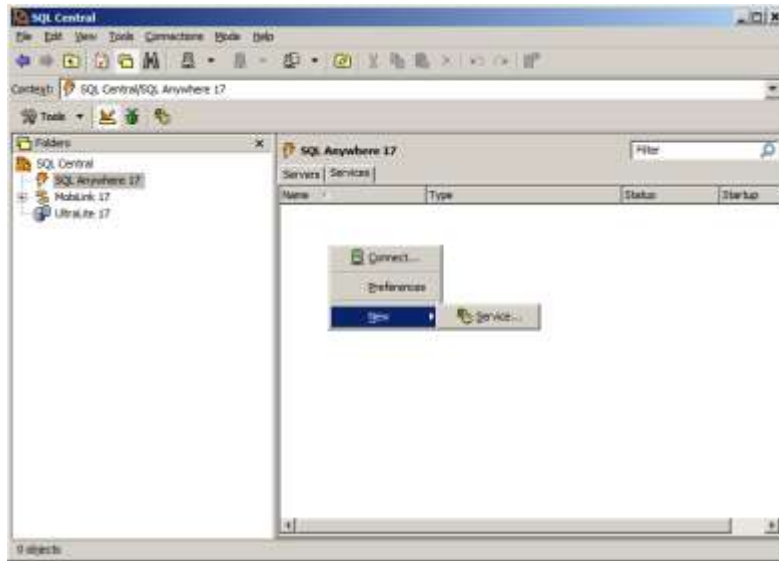 SQL Central
File Edit View Tools Connections Mode Help
Context: SQL Central/SQL Anywhere 17
Tools
Folders
SQL Central
SQL Anywhere 17
MobiLink 17
UltraLite 17
SQL Anywhere 17
Filter
Servers Services
Name Type Status Startup
Connect...
Preferences
New
Service...
0 objects